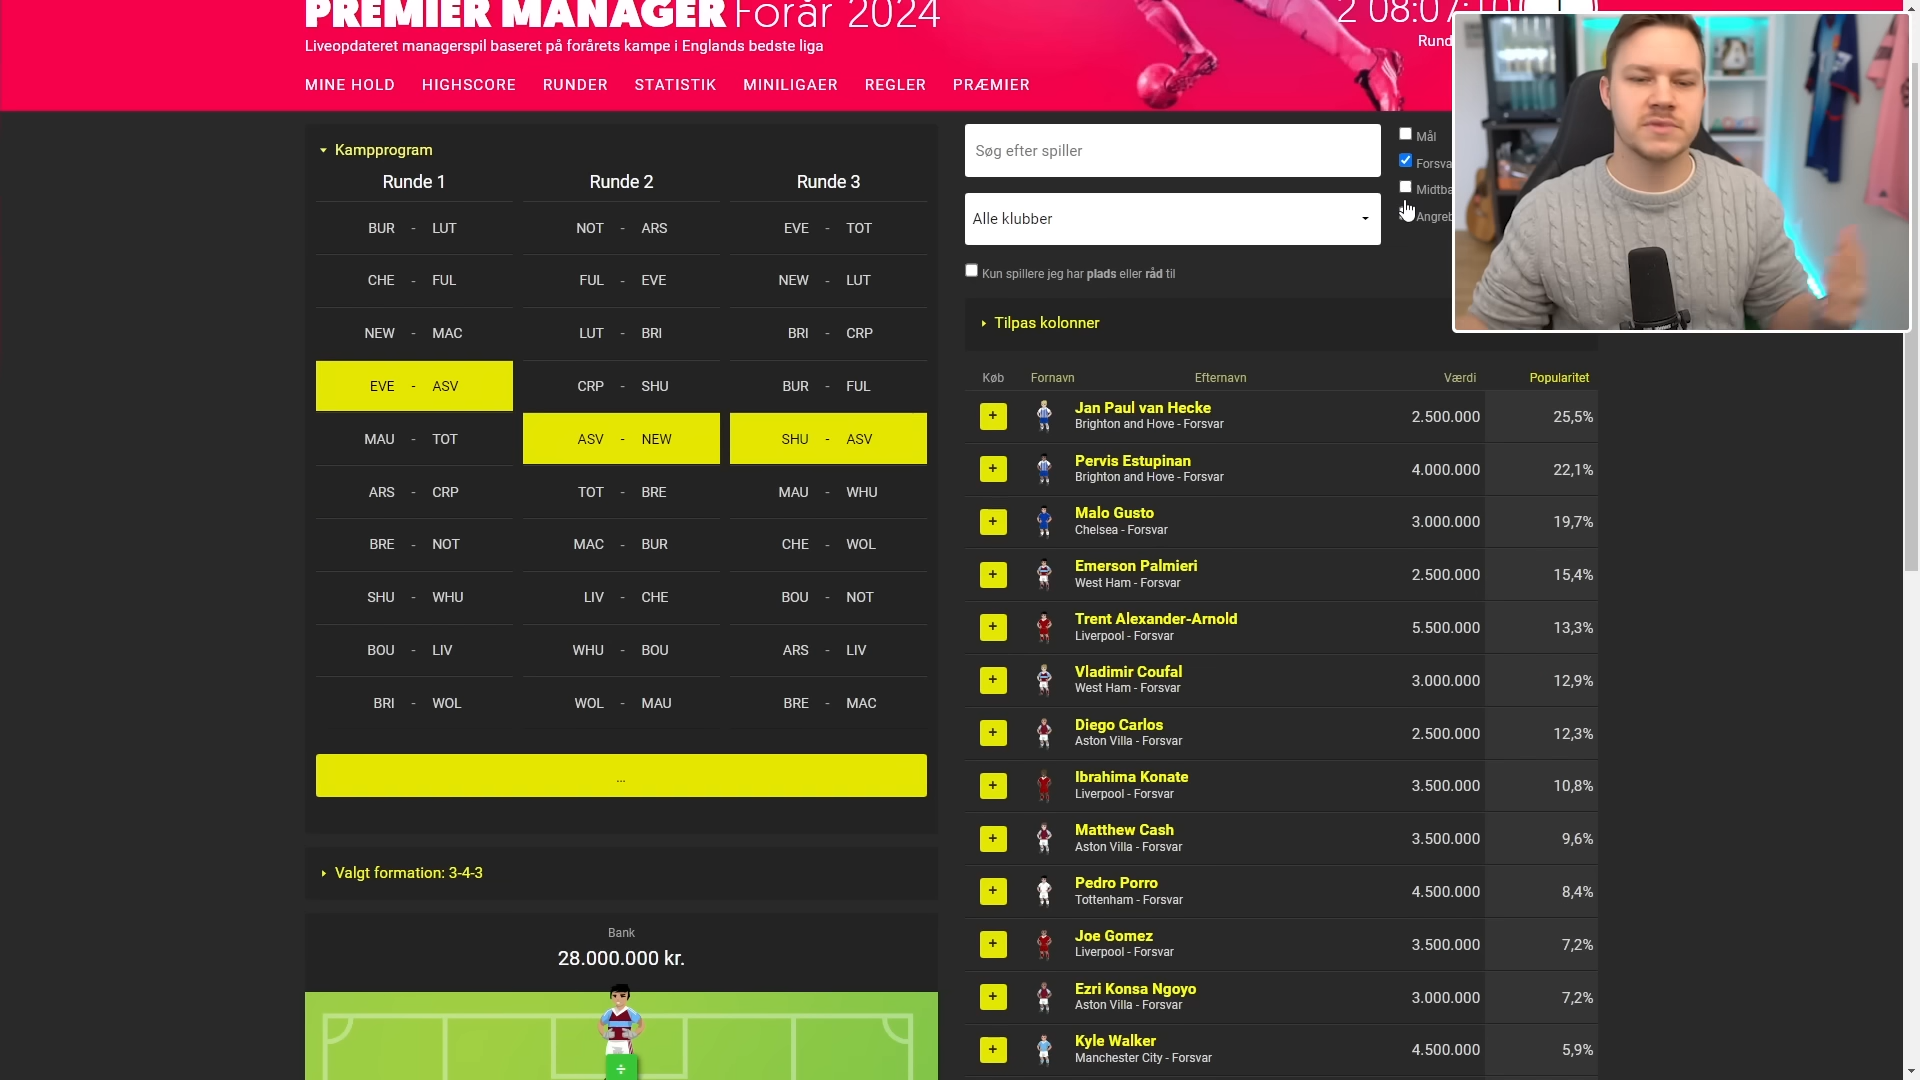 PREMIER MANAGER Forår 2024
Liveopdateret managerspil baseret på forårets kampe i Englands bedste liga
MINE HOLD HIGHSCORE RUNDER STATISTIK MINILIGAER REGLER PRÆMIER
Kampprogram
Runde 1 Runde 2 Runde 3
BUR - LUT NOT - ARS EVE - TOT
CHE - FUL FUL - EVE NEW - LUT
NEW - MAC LUT - BRI BRI - CRP
EVE - ASV CRP - SHU BUR - FUL
MAU - TOT ASV - NEW SHU - ASV
ARS - CRP TOT - BRE MAU - WHU
BRE - NOT MAC - BUR CHE - WOL
SHU - WHU LIV - CHE BOU - NOT
BOU - LIV WHU - BOU ARS - LIV
BRI - WOL WOL - MAU BRE - MAC
...
Valgt formation: 3-4-3
Bank
28.000.000 kr.
÷
Søg efter spiller
Alle klubber
Mål
Kun spillere jeg har plads eller råd til
Tilpas kolonner
Køb Fornavn Efternavn Værdi Popularitet
+ Jan Paul van Hecke 2.500.000 25,5%
Brighton and Hove - Forsvar
+ Pervis Estupinan 4.000.000 22,1%
Brighton and Hove - Forsvar
+ Malo Gusto 3.000.000 19,7%
Chelsea - Forsvar
+ Emerson Palmieri 2.500.000 15,4%
West Ham - Forsvar
+ Trent Alexander-Arnold 5.500.000 13,3%
Liverpool - Forsvar
+ Vladimir Coufal 3.000.000 12,9%
West Ham - Forsvar
+ Diego Carlos 2.500.000 12,3%
Aston Villa - Forsvar
+ Ibrahima Konate 3.500.000 10,8%
Liverpool - Forsvar
+ Matthew Cash 3.500.000 9,6%
Aston Villa - Forsvar
+ Pedro Porro 4.500.000 8,4%
Tottenham - Forsvar
+ Joe Gomez 3.500.000 7,2%
Liverpool - Forsvar
+ Ezri Konsa Ngoyo 3.000.000 7,2%
Aston Villa - Forsvar
+ Kyle Walker 4.500.000 5,9%
Manchester City - Forsvar